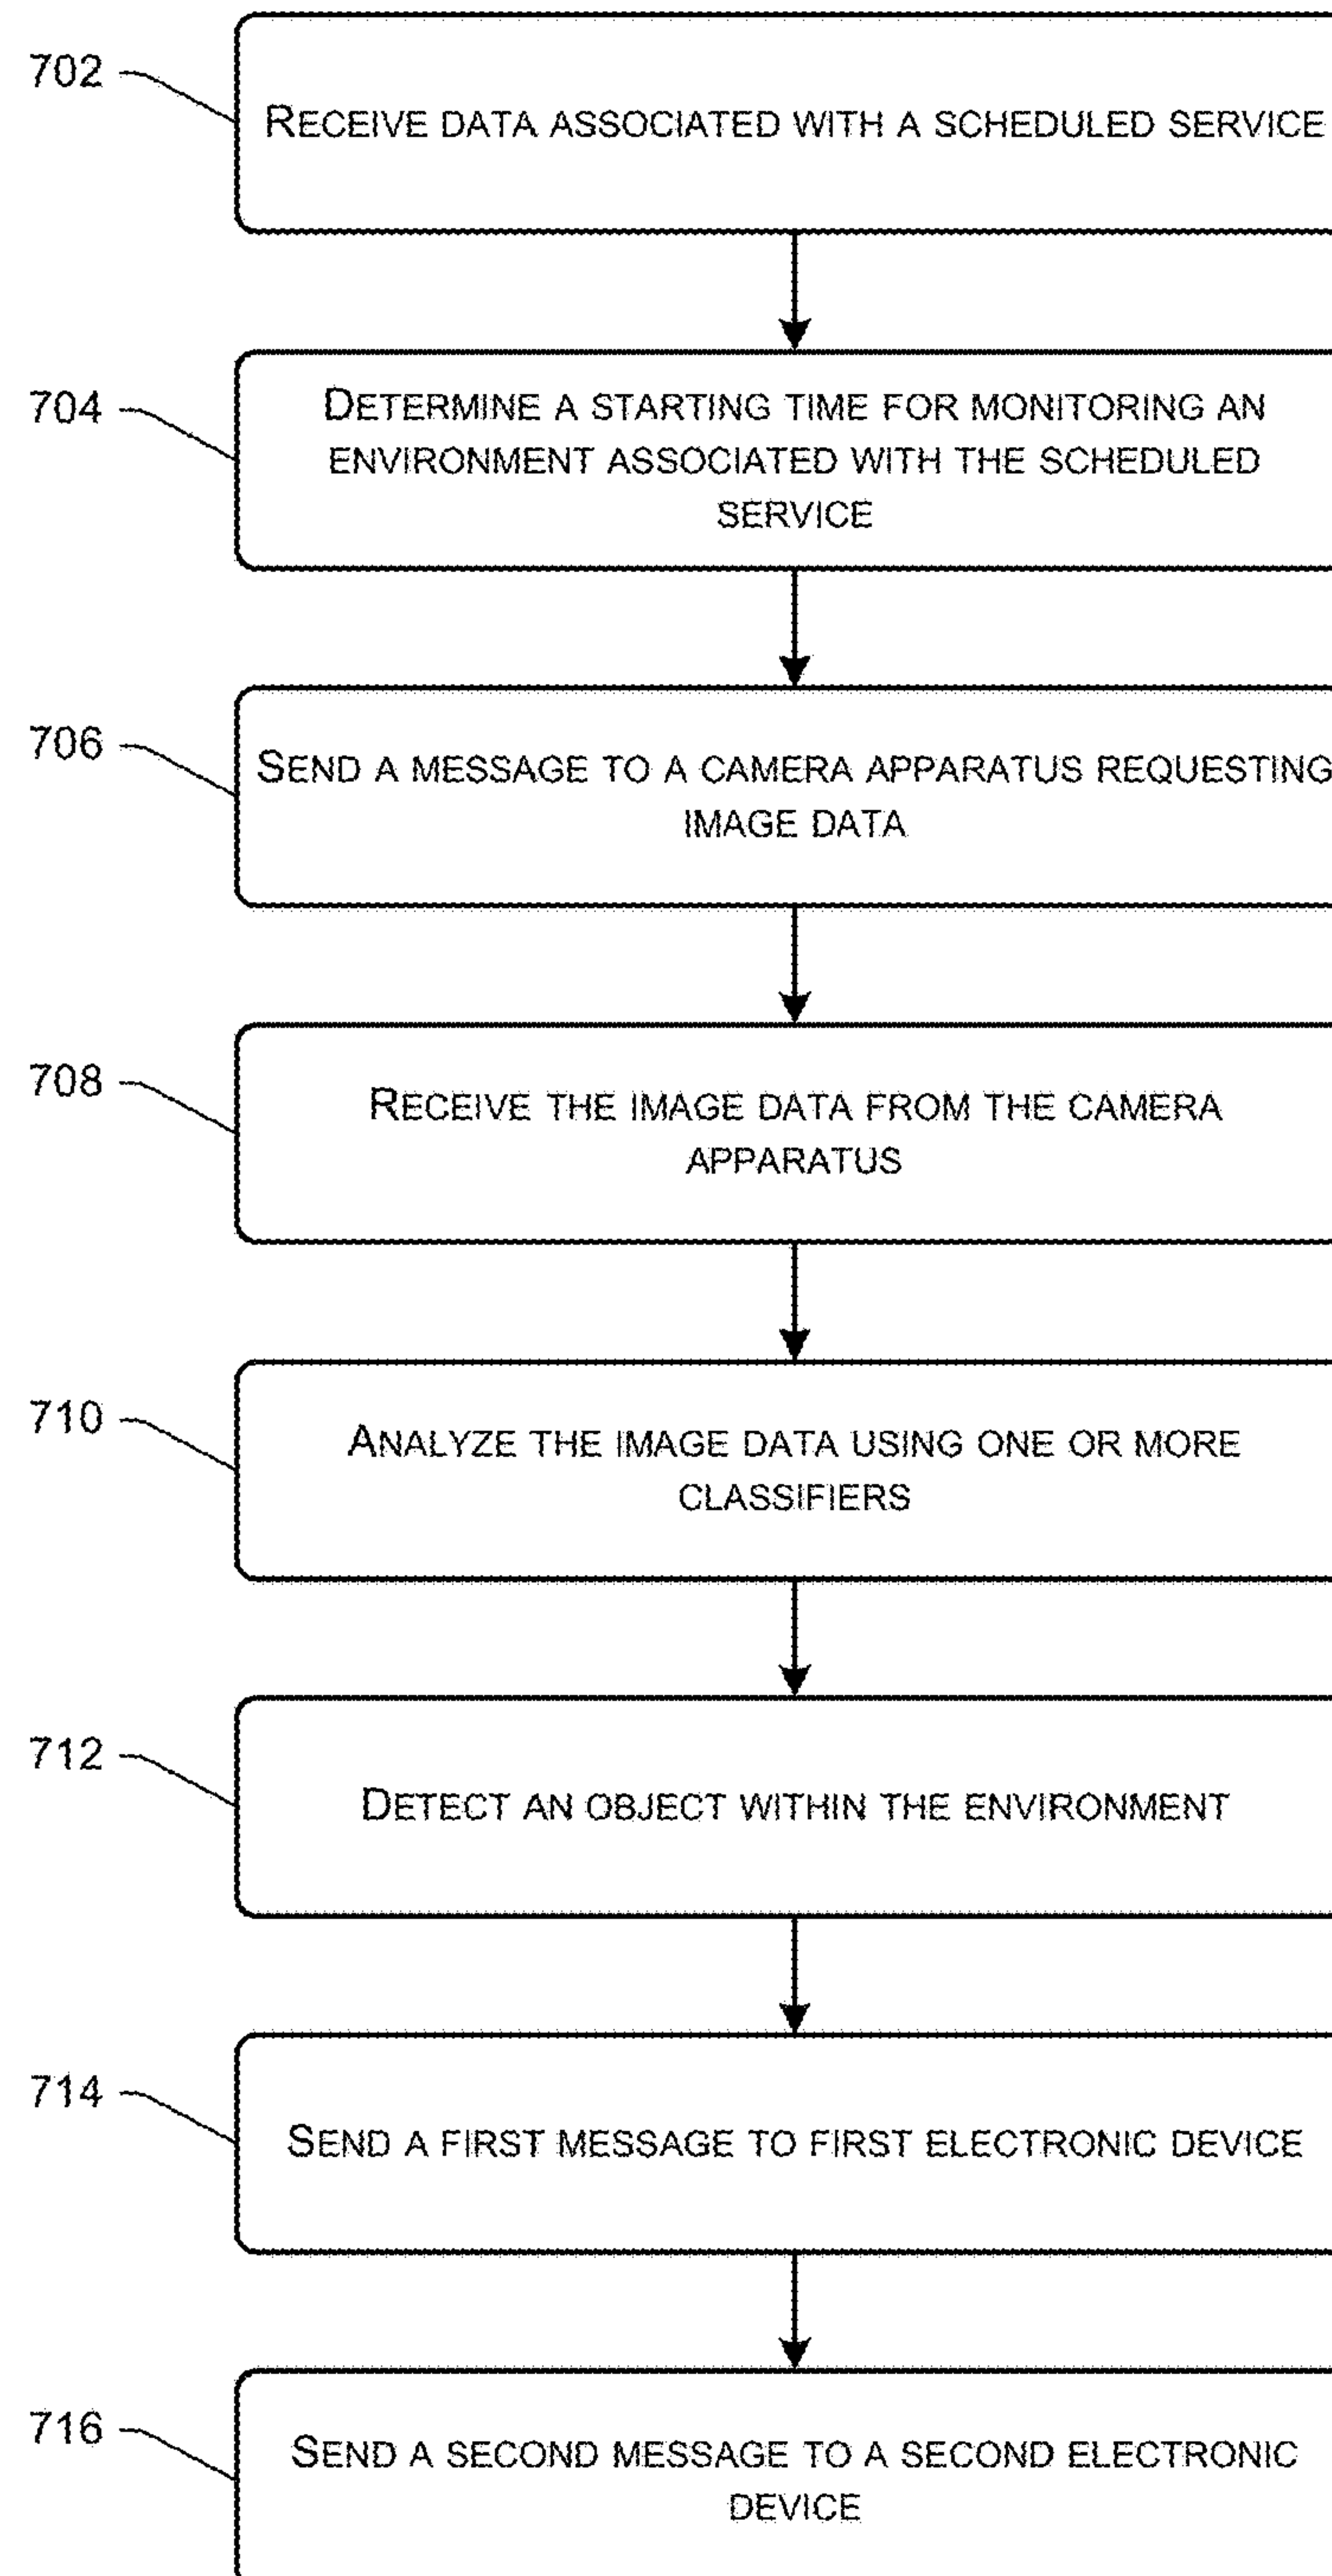 702
RECEIVE DATA ASSOCIATED WITH A SCHEDULED SERVICE
704
DETERMINE A STARTING TIME FOR MONITORING AN
ENVIRONMENT ASSOCIATED WITH THE SCHEDULED
SERVICE
706
SEND A MESSAGE TO A CAMERA APPARATUS REQUESTING
IMAGE DATA
708
RECEIVE THE IMAGE DATA FROM THE CAMERA
APPARATUS
710
ANALYZE THE IMAGE DATA USING ONE OR MORE
CLASSIFIERS
712
DETECT AN OBJECT WITHIN THE ENVIRONMENT
714
SEND A FIRST MESSAGE TO FIRST ELECTRONIC DEVICE
716
SEND A SECOND MESSAGE TO A SECOND ELECTRONIC
DEVICE